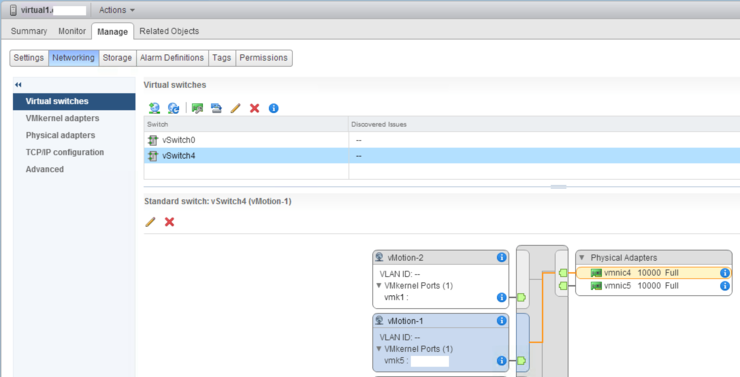 virtual1.
Actions
Summary Monitor Manage Related Objects
Settings Networking Storage Alarm Definitions Tags Permissions
Virtual switches
VMkernel adapters
Physical adapters
TCP/IP configuration
Advanced
Virtual switches
Switch Discovered Issues
vSwitch0 --
vSwitch4 --
Standard switch: vSwitch4 (vMotion-1)
vMotion-2
VLAN ID: --
VMkernel Ports (1)
vmk1 :
vMotion-1
VLAN ID: --
VMkernel Ports (1)
vmk5 :
Physical Adapters
vmnic4 10000 Full
vmnic5 10000 Full